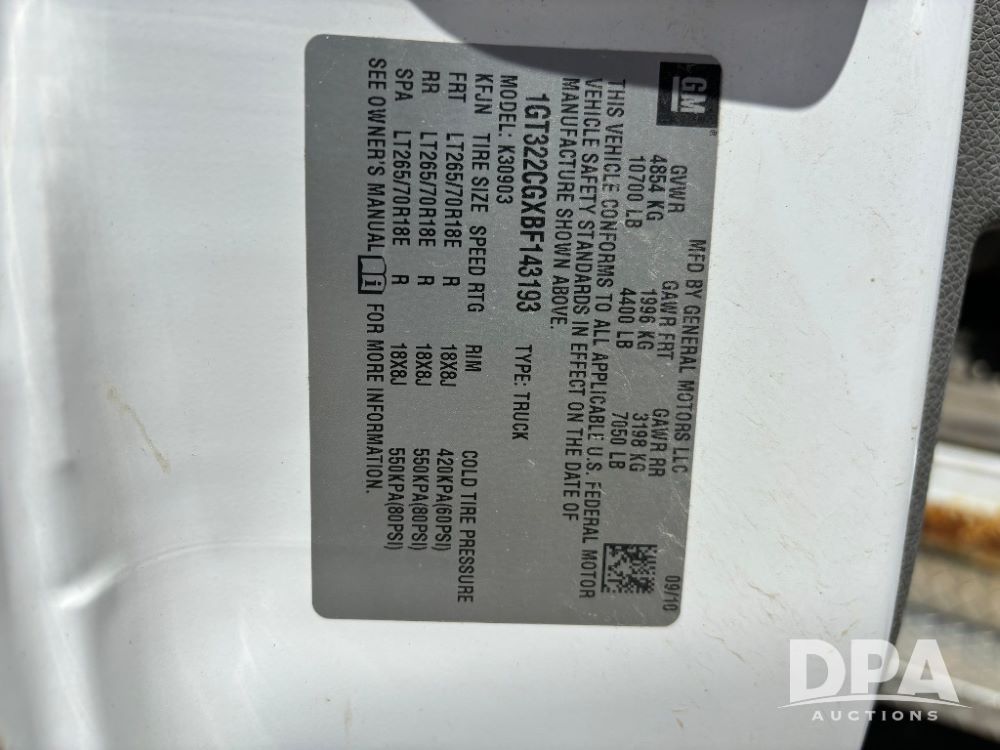 GM ®
MFD BY GENERAL MOTORS LLC 09/10
GVWR GAWR FRT GAWR RR
4854 KG 1996 KG 3198 KG
10700 LB 4400 LB 7050 LB
THIS VEHICLE CONFORMS TO ALL APPLICABLE U.S. FEDERAL MOTOR
VEHICLE SAFETY STANDARDS IN EFFECT ON THE DATE OF
MANUFACTURE SHOWN ABOVE.
1GT322CGXBF143193 TYPE: TRUCK
MODEL: K30903
KFJN TIRE SIZE SPEED RTG RIM COLD TIRE PRESSURE
FRT LT265/70R18E R 18X8J 420KPA(60PSI)
RR LT265/70R18E R 18X8J 550KPA(80PSI)
SPA LT265/70R18E R 18X8J 550KPA(80PSI)
SEE OWNER'S MANUAL i FOR MORE INFORMATION.
DPA
AUCTIONS